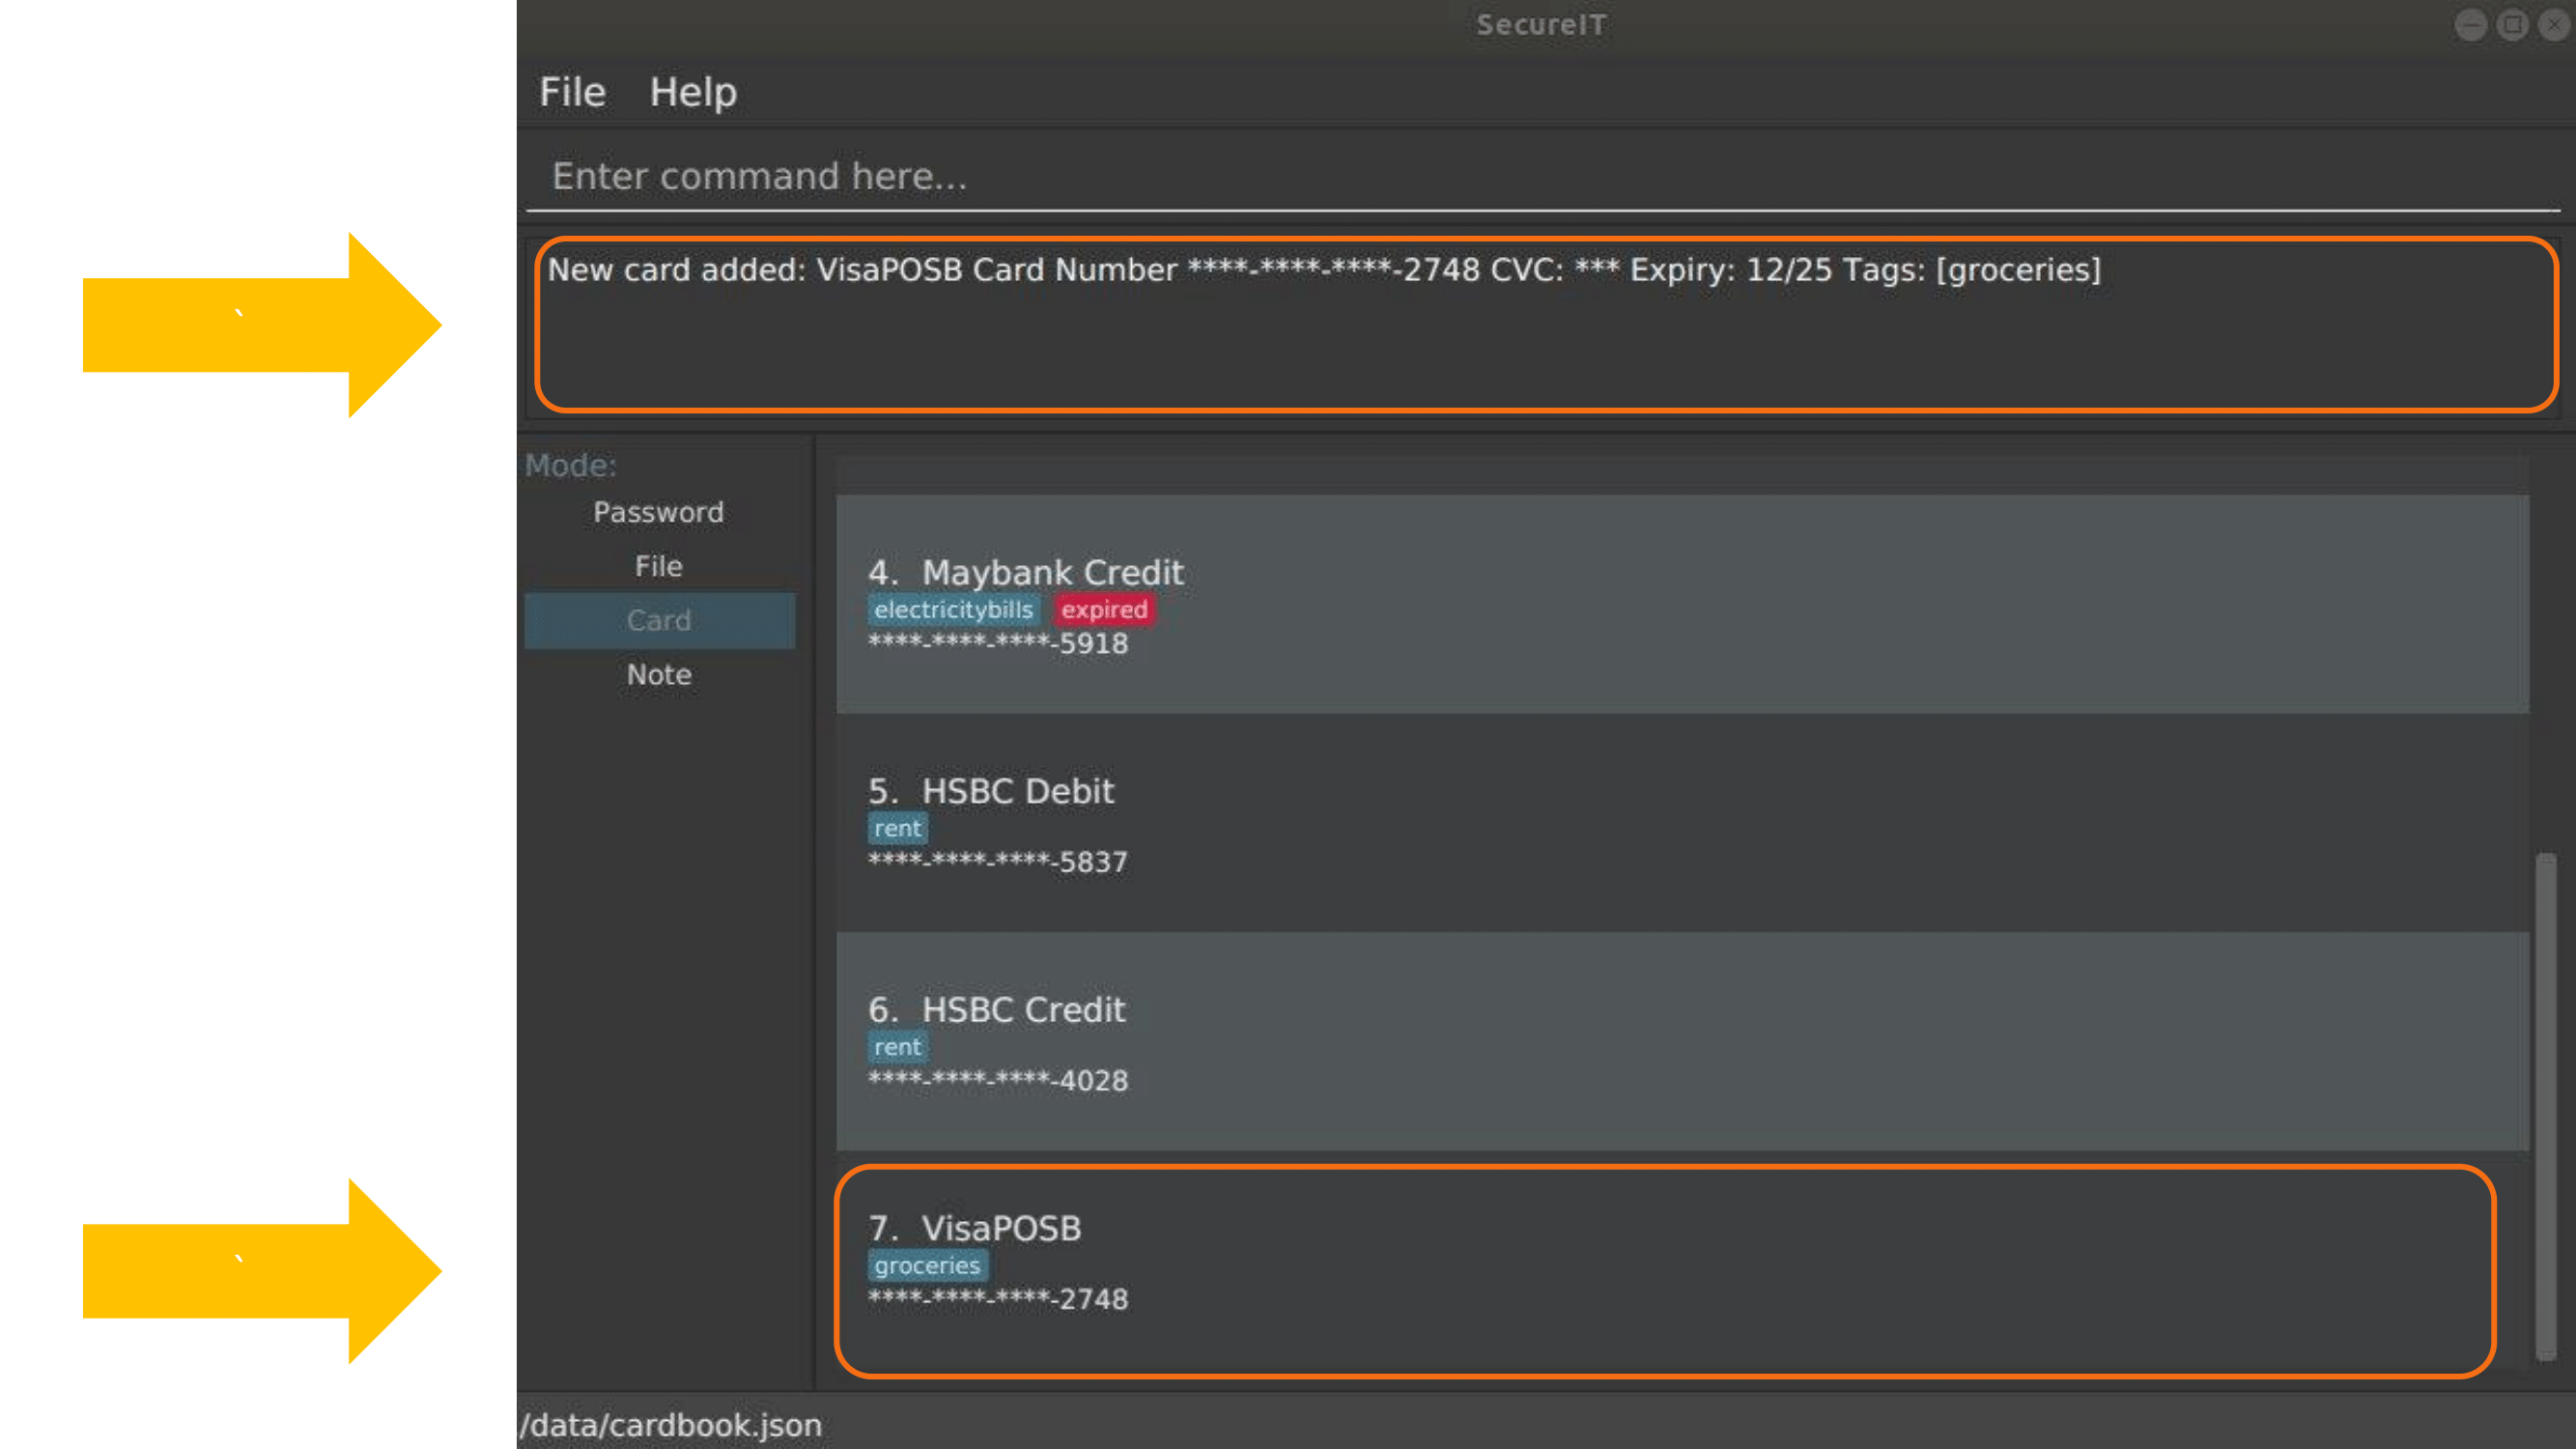 SecureIT
File Help
Enter command here...
`
New card added: VisaPOSB Card Number ****-****-****-2748 CVC: *** Expiry: 12/25 Tags: [groceries]
Mode:
Password
File
Card
Note
4. Maybank Credit
electricitybills expired
****-****-****-5918
5. HSBC Debit
rent
****-****-****-5837
6. HSBC Credit
rent
****-****-****-4028
`
7. VisaPOSB
groceries
****-****-****-2748
/data/cardbook.json